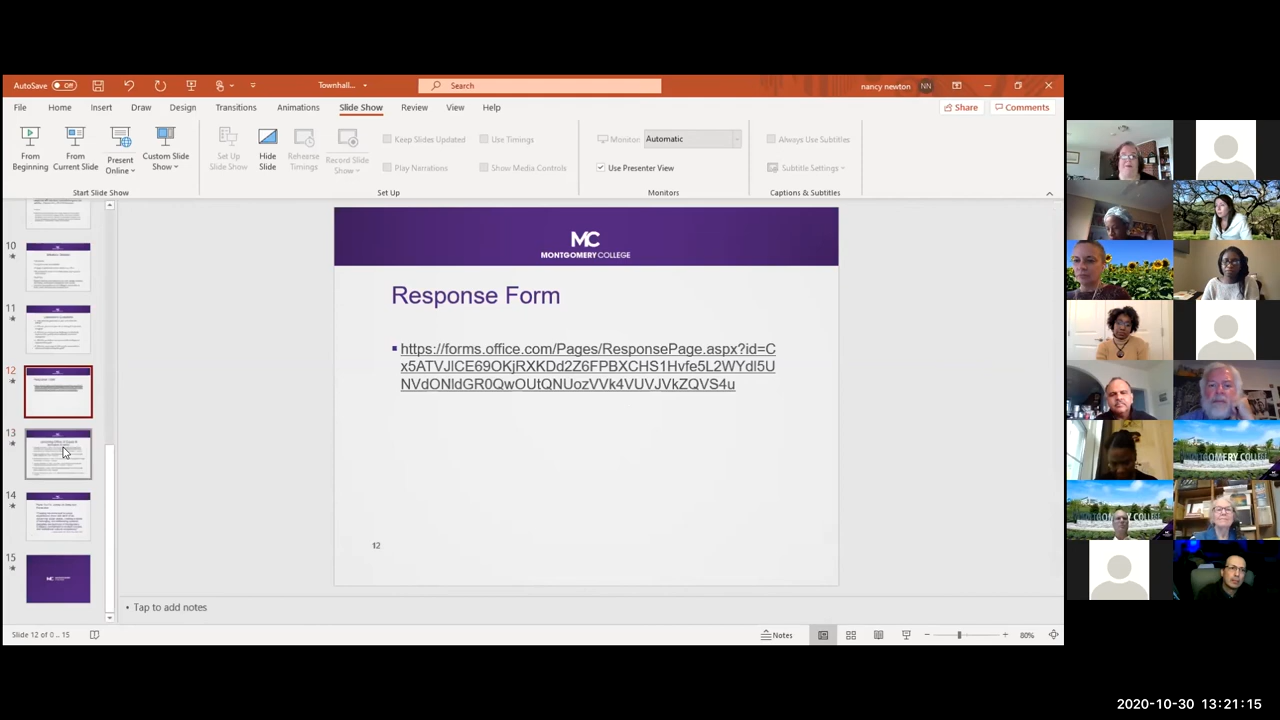 AutoSave Off
Townhall...
Search
nancy newton NN
File Home Insert Draw Design Transitions Animations Slide Show Review View Help
Share Comments
From Beginning
From Current Slide
Present Online
Custom Slide Show
Start Slide Show
Set Up Slide Show
Hide Slide
Rehearse Timings
Record Slide Show
Keep Slides Updated
Play Narrations
Use Timings
Show Media Controls
Set Up
Monitor: Automatic
Use Presenter View
Monitors
Always Use Subtitles
Subtitle Settings
Captions & Subtitles
10
11
12
13
14
15
MC
MONTGOMERY COLLEGE
Response Form
https://forms.office.com/Pages/ResponsePage.aspx?id=C
x5ATVJlCE69OKjRXKDd2Z6FPBXCHS1Hvfe5L2WYdl5U
NVdONldGR0QwOUtQNUozVVk4VUVJVkZQVS4u
12
Tap to add notes
Slide 12 of 0 .. 15
Notes
80%
2020-10-30 13:21:15